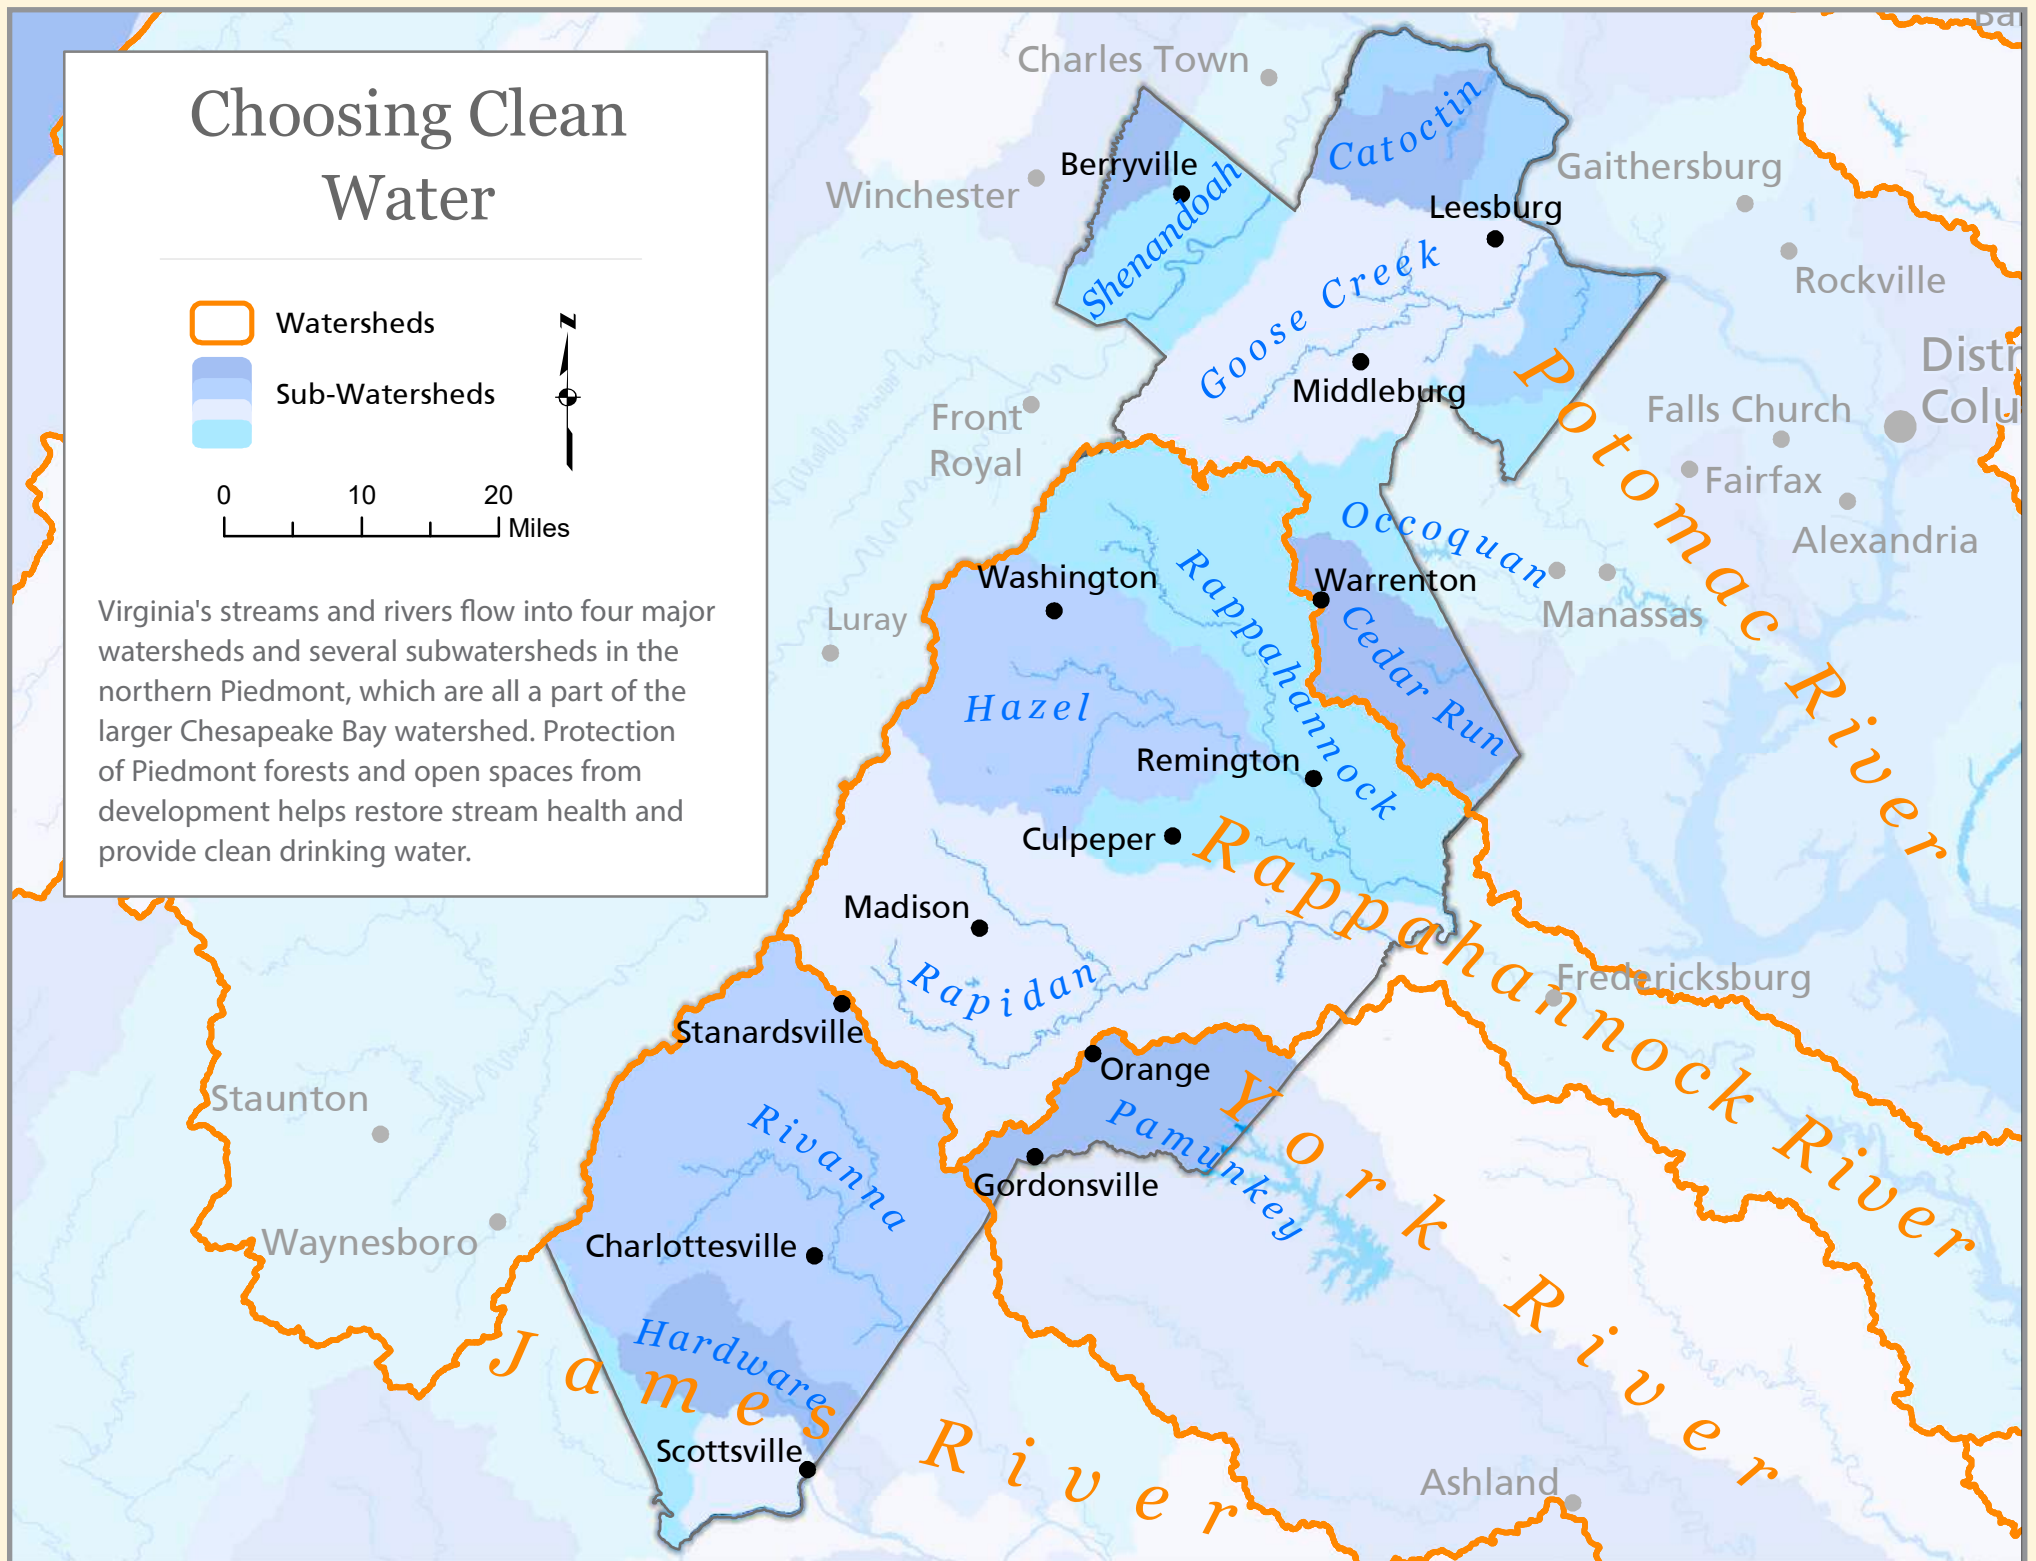 Choosing Clean
Water
Watersheds
Sub-Watersheds
N
0 10 20
Miles
Virginia's streams and rivers flow into four major
watersheds and several subwatersheds in the
northern Piedmont, which are all a part of the
larger Chesapeake Bay watershed. Protection
of Piedmont forests and open spaces from
development helps restore stream health and
provide clean drinking water.
Charles Town
Catoctin
Berryville
Gaithersburg
Winchester
Shenandoah
Leesburg
Goose Creek
Rockville
Middleburg
Potomac River
Falls Church
Front
Royal
Fairfax
Occoquan
Alexandria
Washington
Rappahannock
Warrenton
Manassas
Luray
Cedar Run
Hazel
Remington
Culpeper
Rappahannock River
Madison
Rapidan
Fredericksburg
Stanardsville
Orange
Staunton
Rivanna
Pamunkey
York River
Gordonsville
Waynesboro
Charlottesville
Hardware
James River
Scottsville
Ashland